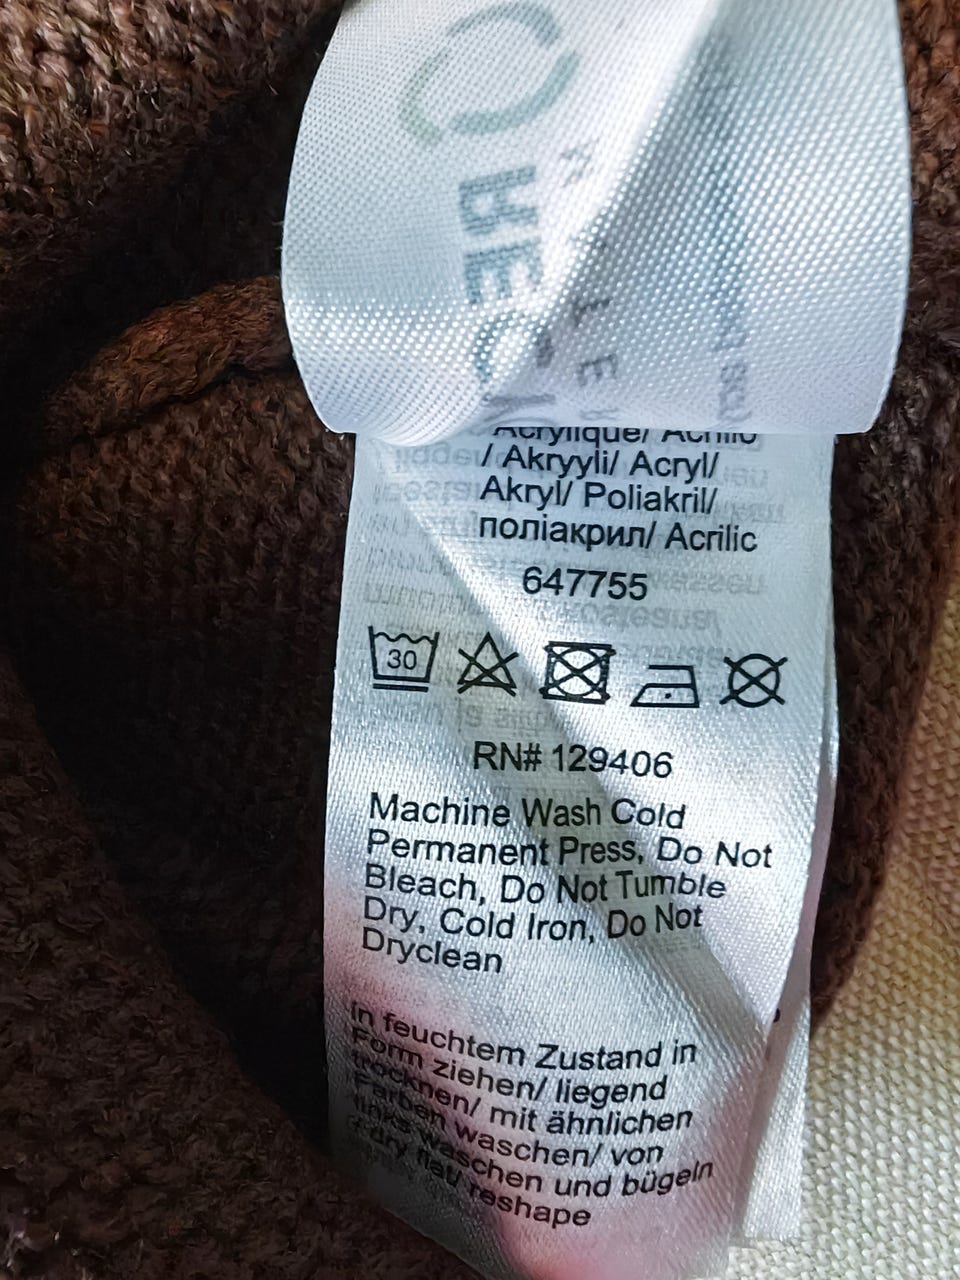 / Akryyli/ Acryl/
Akryl/ Poliakril/
поліакрил/ Acrilic
647755
30
RN# 129406
Machine Wash Cold
Permanent Press, Do Not
Bleach, Do Not Tumble
Dry, Cold Iron, Do Not
Dryclean
in feuchtem Zustand in
Form ziehen/ liegend
trocknen/ mit ähnlichen
Farben waschen/ von
links waschen und bügeln
dry flat/ reshape